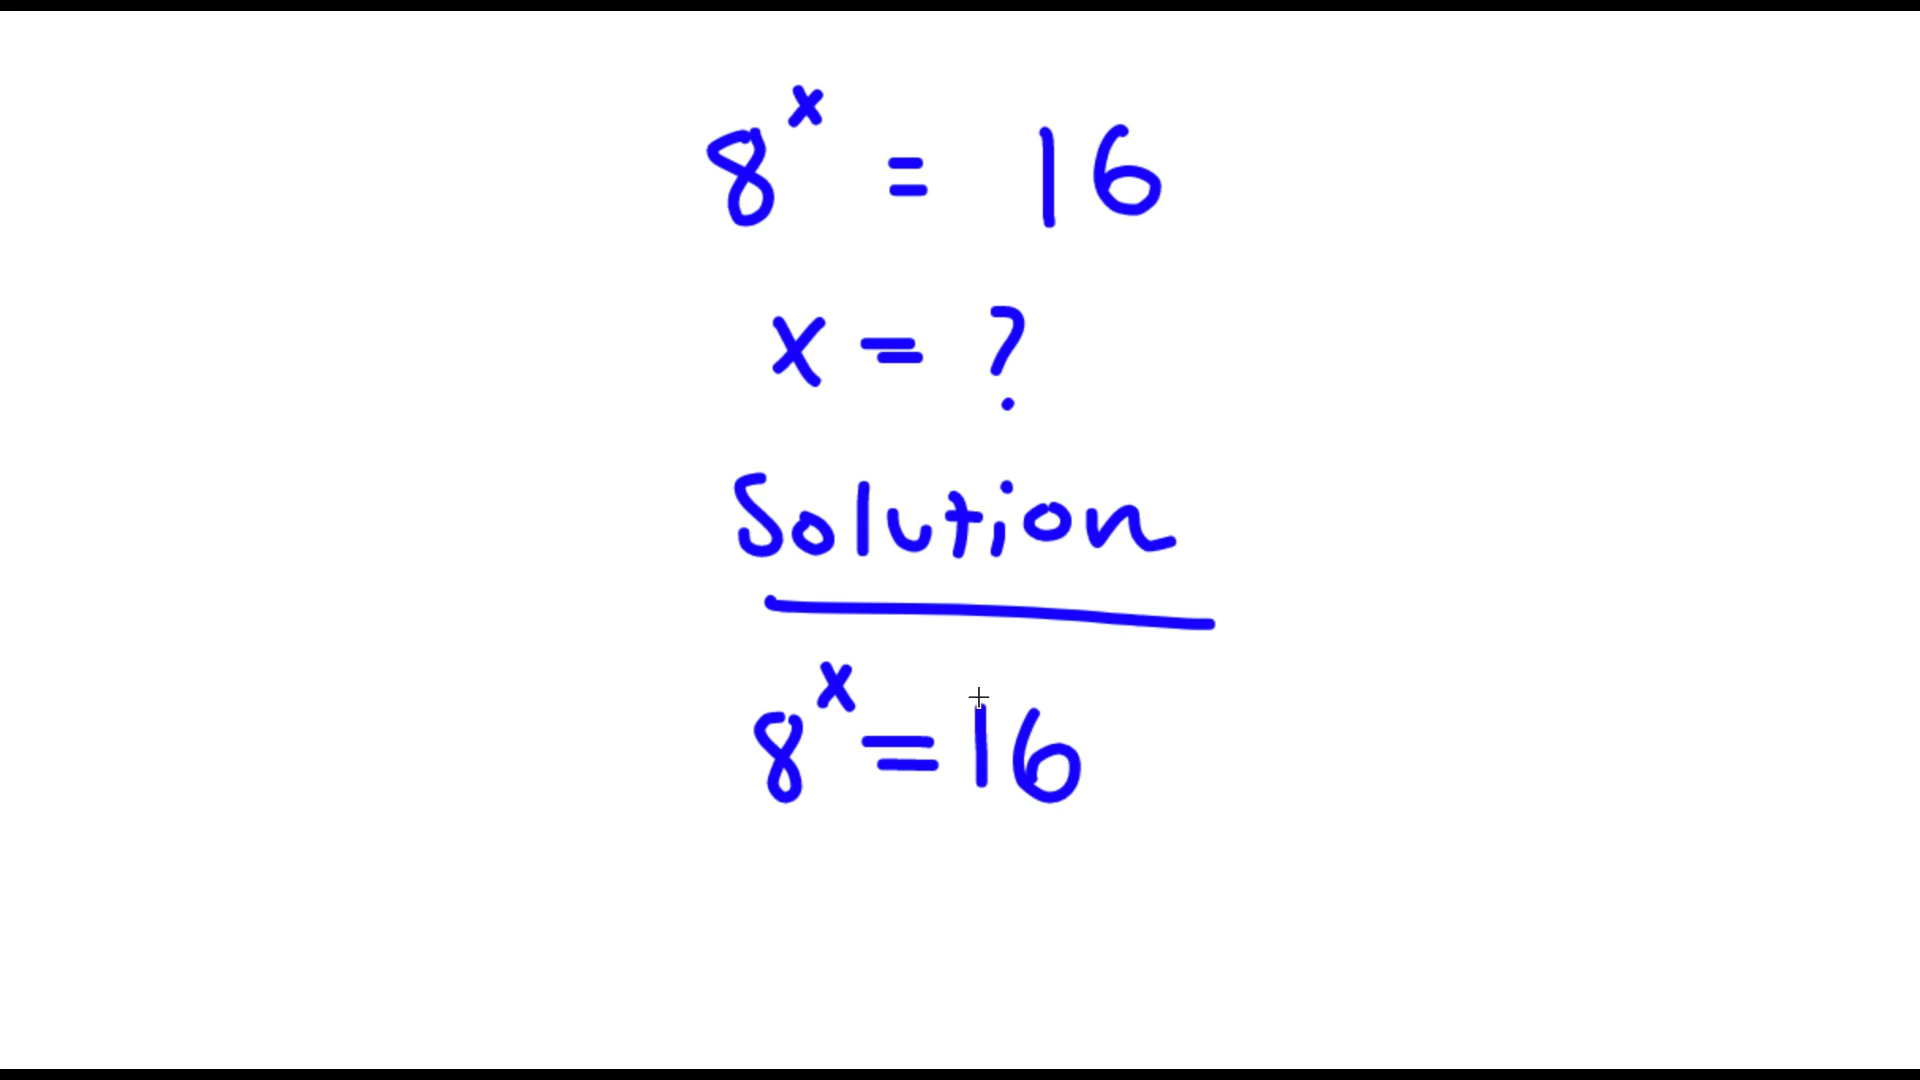 8^x = 16
x = ?
Solution
8^x = 16